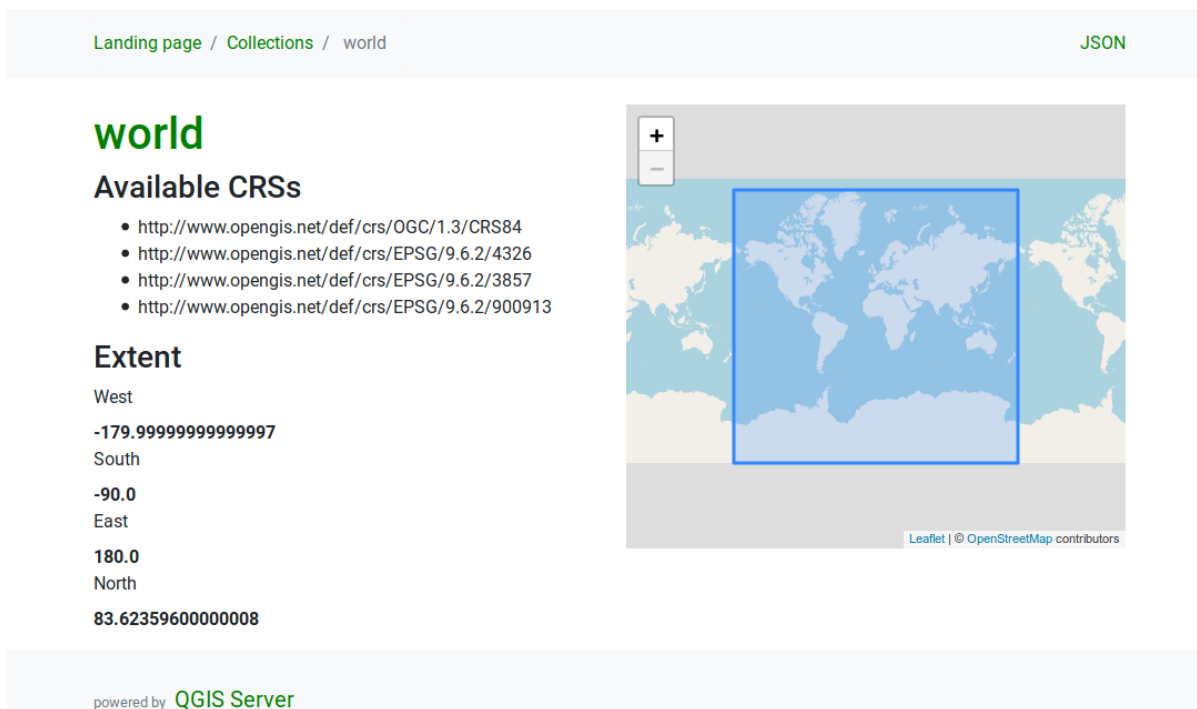 Landing page / Collections / world
JSON
world
Available CRSs
http://www.opengis.net/def/crs/OGC/1.3/CRS84
http://www.opengis.net/def/crs/EPSG/9.6.2/4326
http://www.opengis.net/def/crs/EPSG/9.6.2/3857
http://www.opengis.net/def/crs/EPSG/9.6.2/900913
Extent
West
-179.99999999999997
South
-90.0
East
180.0
North
83.62359600000008
+
−
Leaflet | © OpenStreetMap contributors
powered by QGIS Server